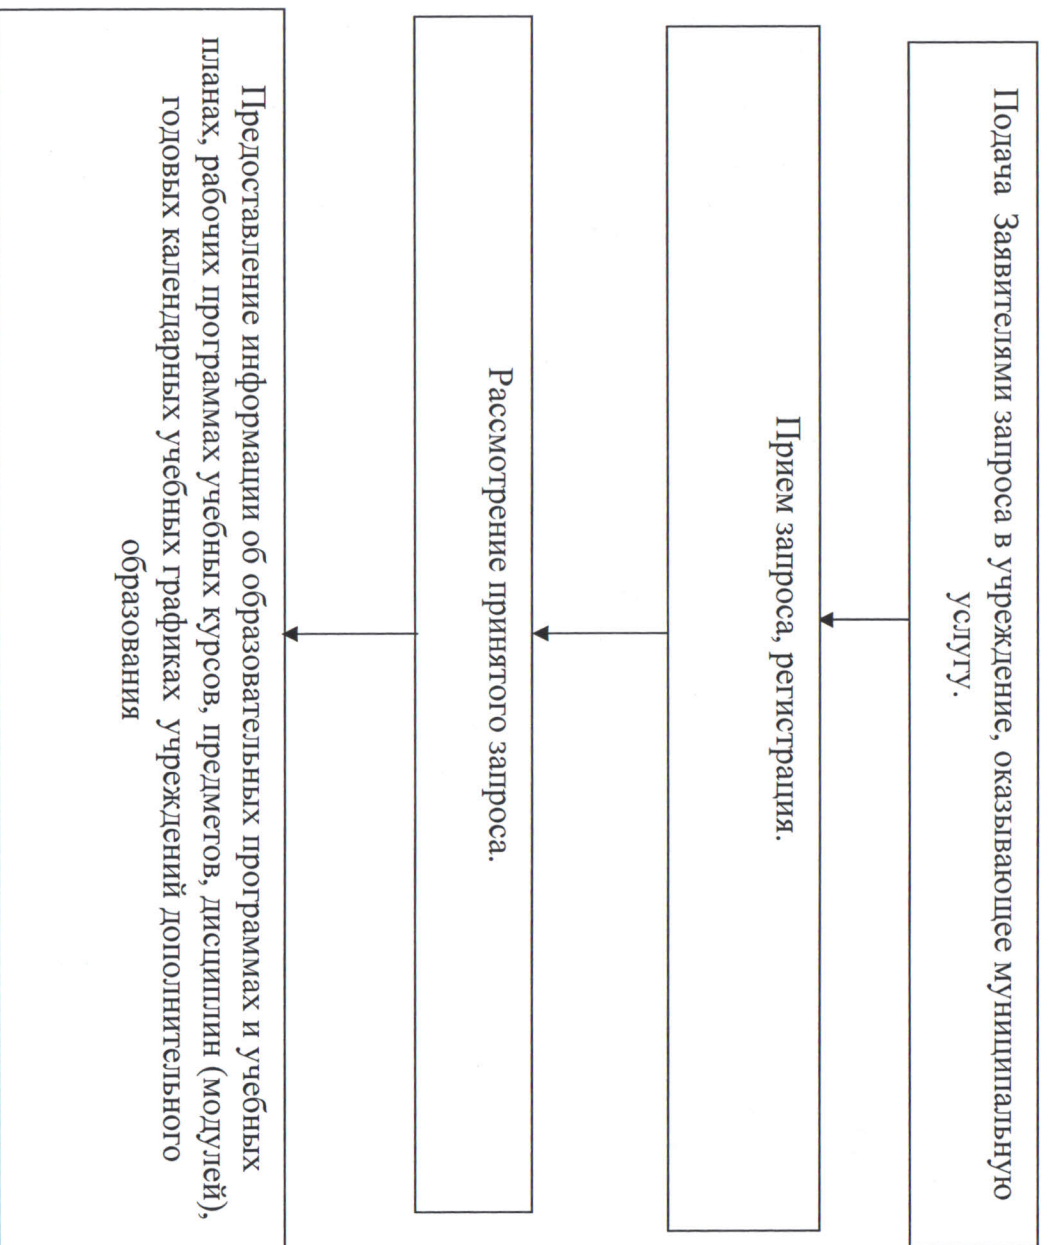 Подача Заявителями запроса в учреждение, оказывающее муниципальную
услугу.
Прием запроса, регистрация.
Рассмотрение принятого запроса.
Предоставление информации об образовательных программах и учебных
планах, рабочих программах учебных курсов, предметов, дисциплин (модулей),
годовых календарных учебных графиках учреждений дополнительного
образования